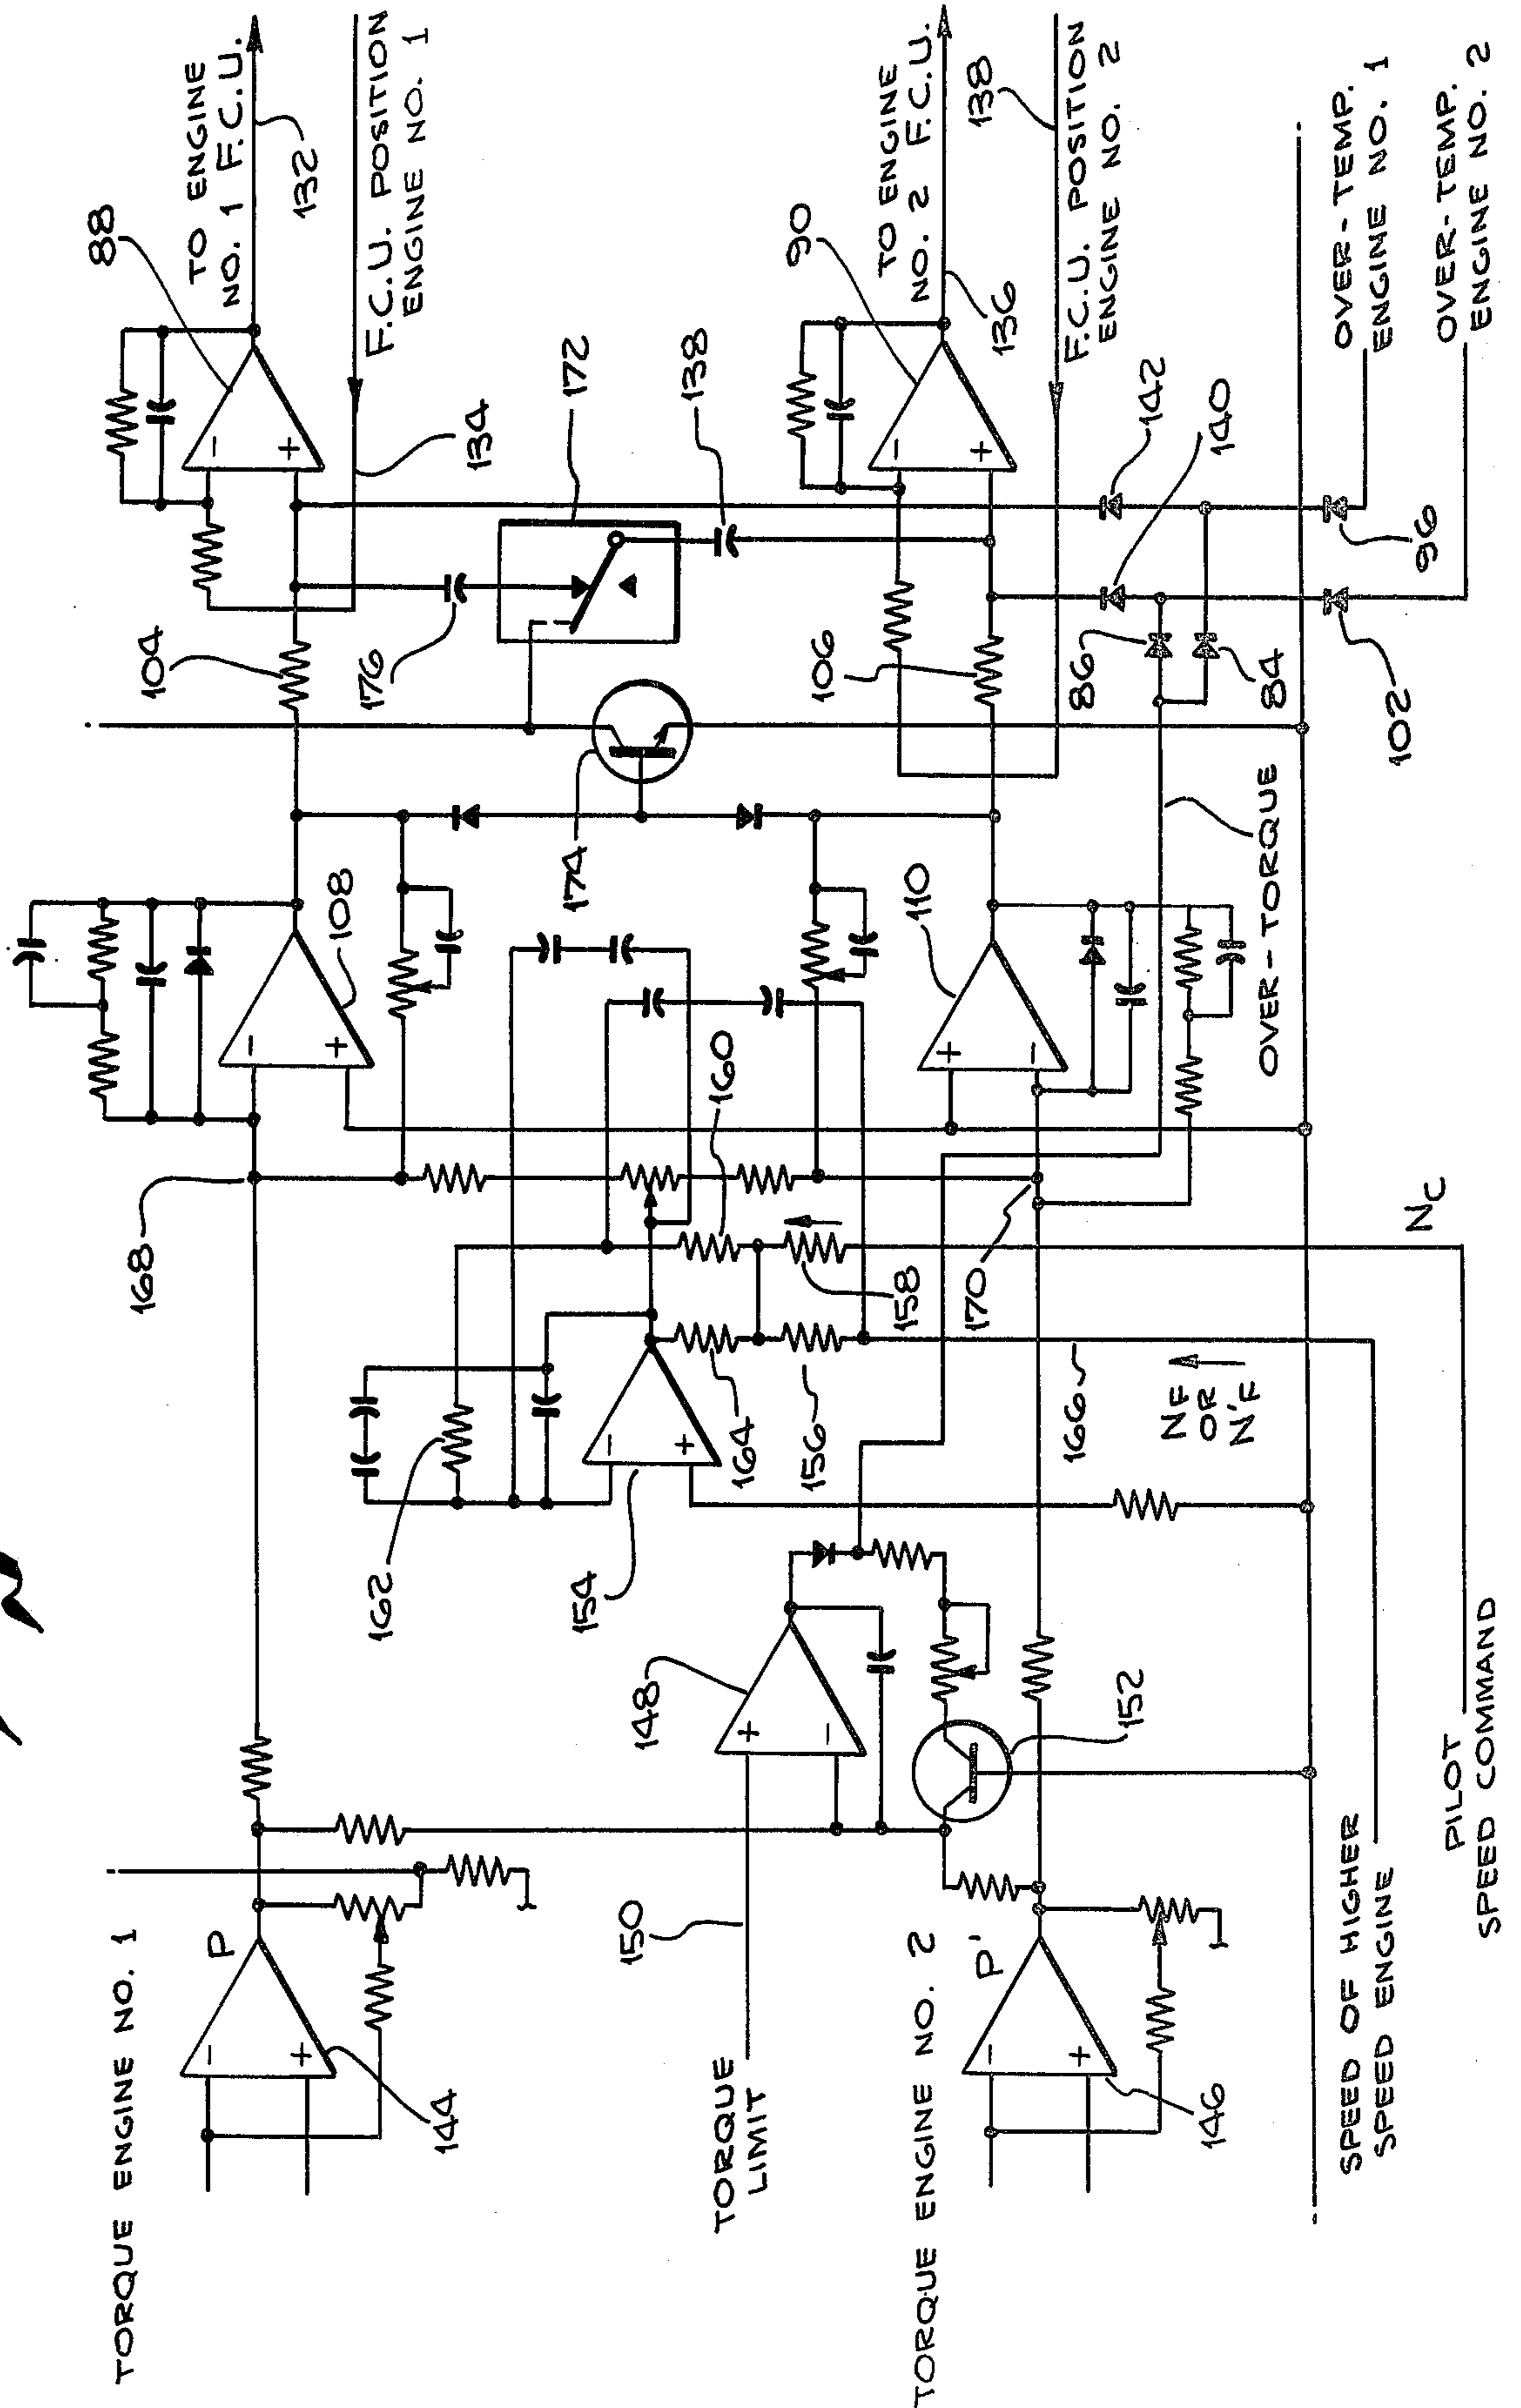 TORQUE ENGINE NO. 1
P
144
−
+
168
108
−
+
104
88
−
+
TO ENGINE
NO. 1 F.C.U.
132
F.C.U. POSITION
ENGINE NO. 1
134
176
172
138
162
154
−
+
164
156
160
158
174
TORQUE
LIMIT
150
148
+
−
152
170
166
NF
OR
N'F
110
+
−
106
90
−
+
TO ENGINE
NO. 2 F.C.U.
136
138
F.C.U. POSITION
ENGINE NO. 2
142
140
86
84
102
96
OVER-TORQUE
TORQUE ENGINE NO. 2
P'
146
−
+
NC
SPEED OF HIGHER
SPEED ENGINE
PILOT
SPEED COMMAND
OVER-TEMP.
ENGINE NO. 1
OVER-TEMP.
ENGINE NO. 2